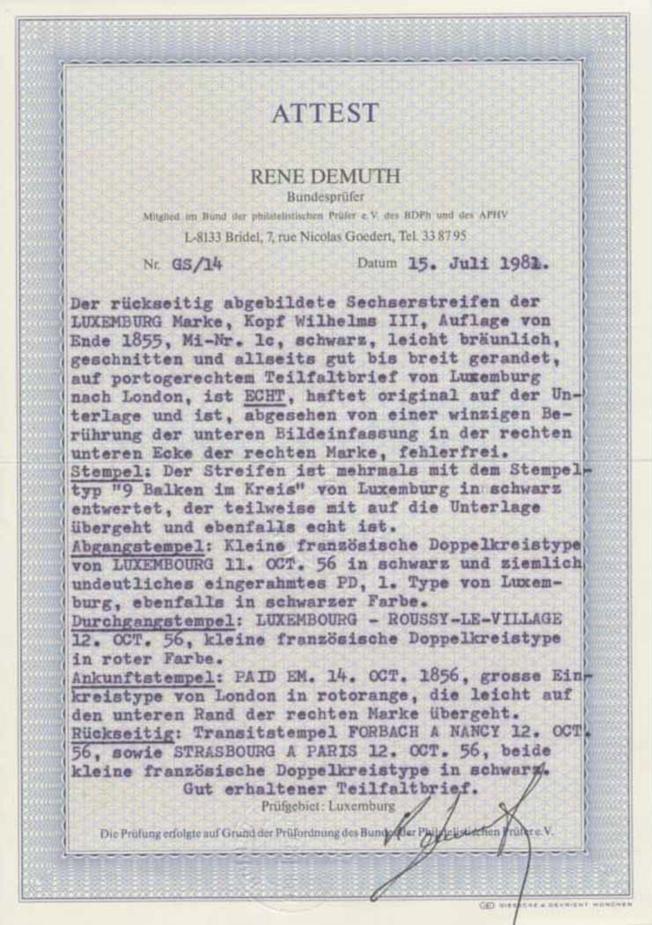 ATTEST
RENE DEMUTH
Bundesprüfer
Mitglied im Bund der philatelistischen Prüfer e.V. des BDPh und des APHV
L-8133 Bridel, 7, rue Nicolas Goedert, Tel. 33 87 95
Nr. GS/14 Datum 15. Juli 1981.
Der rückseitig abgebildete Sechserstreifen der
LUXEMBURG Marke, Kopf Wilhelms III, Auflage von
Ende 1855, Mi-Nr. 1c, schwarz, leicht bräunlich,
geschnitten und allseits gut bis breit gerandet,
auf portogerechtem Teilfaltbrief von Luxemburg
nach London, ist ECHT, haftet original auf der Un-
terlage und ist, abgesehen von einer winzigen Be-
rührung der unteren Bildeinfassung in der rechten
unteren Ecke der rechten Marke, fehlerfrei.
Stempel: Der Streifen ist mehrmals mit dem Stempel-
typ "9 Balken im Kreis" von Luxemburg in schwarz
entwertet, der teilweise mit auf die Unterlage
übergeht und ebenfalls echt ist.
Abgangstempel: Kleine französische Doppelkreistype
von LUXEMBOURG 11. OCT. 56 in schwarz und ziemlich
undeutliches eingerahmtes PD, 1. Type von Luxem-
burg, ebenfalls in schwarzer Farbe.
Durchgangstempel: LUXEMBOURG - ROUSSY-LE-VILLAGE
12. OCT. 56, kleine französische Doppelkreistype
in roter Farbe.
Ankunftstempel: PAID EM. 14. OCT. 1856, grosse Ein-
kreistype von London in rotorange, die leicht auf
den unteren Rand der rechten Marke übergeht.
Rückseitig: Transitstempel FORBACH A NANCY 12. OCT.
56, sowie STRASBOURG A PARIS 12. OCT. 56, beide
kleine französische Doppelkreistype in schwarz.
Gut erhaltener Teilfaltbrief.
Prüfgebiet: Luxemburg
Die Prüfung erfolgte auf Grund der Prüfordnung des Bundes der Philatelistischen Prüfer e.V.
GIESECKE & DEVRIENT MÜNCHEN